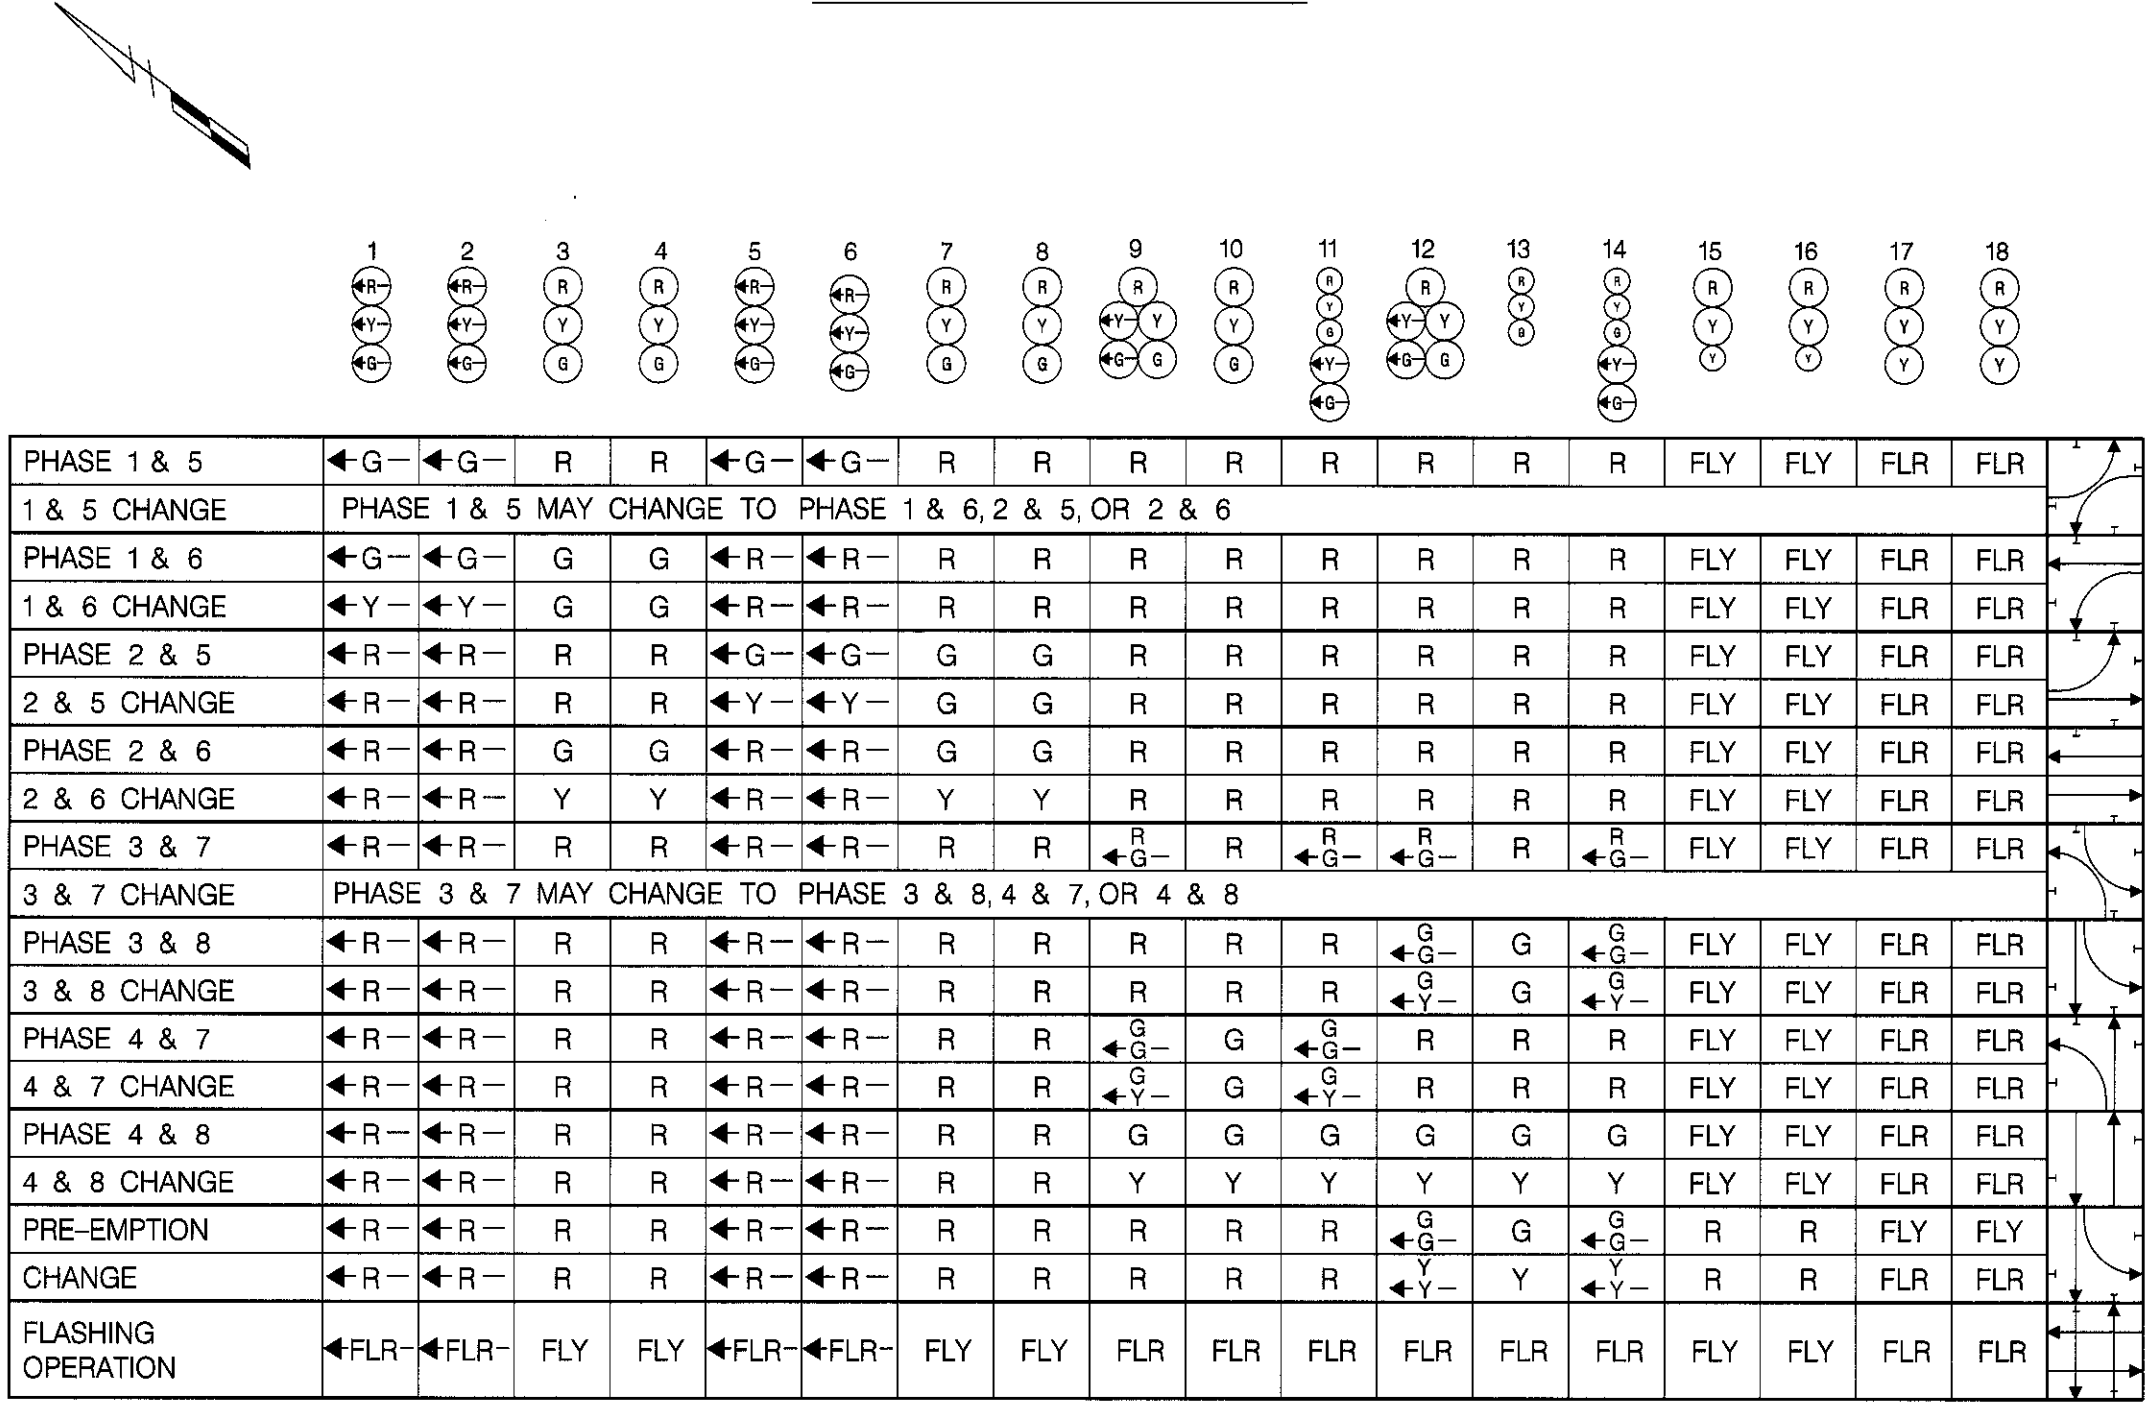 1 2 3 4 5 6 7 8 9 10 11 12 13 14 15 16 17 18
R R R R R R R R R R R R R R R R R R
Y Y Y Y Y Y Y Y Y Y Y Y Y Y Y Y Y Y Y Y
G G G G G G G G G G G G G G G G Y Y Y Y
Y Y
G G
PHASE 1 & 5 G G R R G G R R R R R R R R FLY FLY FLR FLR
1 & 5 CHANGE PHASE 1 & 5 MAY CHANGE TO PHASE 1 & 6, 2 & 5, OR 2 & 6
PHASE 1 & 6 G G G G R R R R R R R R R R FLY FLY FLR FLR
1 & 6 CHANGE Y Y G G R R R R R R R R R R FLY FLY FLR FLR
PHASE 2 & 5 R R R R G G G G R R R R R R FLY FLY FLR FLR
2 & 5 CHANGE R R R R Y Y G G R R R R R R FLY FLY FLR FLR
PHASE 2 & 6 R R G G R R G G R R R R R R FLY FLY FLR FLR
2 & 6 CHANGE R R Y Y R R Y Y R R R R R R FLY FLY FLR FLR
PHASE 3 & 7 R R R R R R R R R G R R G R G R R G FLY FLY FLR FLR
3 & 7 CHANGE PHASE 3 & 7 MAY CHANGE TO PHASE 3 & 8, 4 & 7, OR 4 & 8
PHASE 3 & 8 R R R R R R R R R R R G G G G G FLY FLY FLR FLR
3 & 8 CHANGE R R R R R R R R R R R G Y G G Y FLY FLY FLR FLR
PHASE 4 & 7 R R R R R R R R G G G G G R R R FLY FLY FLR FLR
4 & 7 CHANGE R R R R R R R R G Y G G Y R R R FLY FLY FLR FLR
PHASE 4 & 8 R R R R R R R R G G G G G G FLY FLY FLR FLR
4 & 8 CHANGE R R R R R R R R Y Y Y Y Y Y FLY FLY FLR FLR
PRE-EMPTION R R R R R R R R R R R G G G G G R R FLY FLY
CHANGE R R R R R R R R R R R Y Y Y Y Y R R FLR FLR
FLASHING
OPERATION FLR FLR FLY FLY FLR FLR FLY FLY FLR FLR FLR FLR FLR FLR FLY FLY FLR FLR